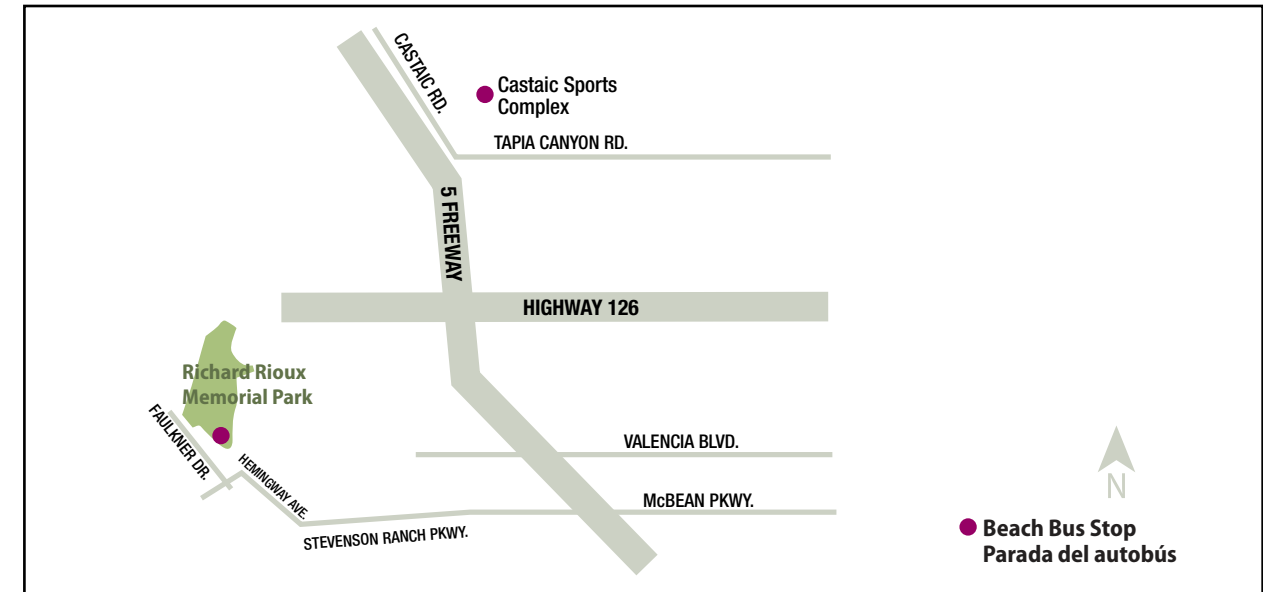 CASTAIC RD.
Castaic Sports
Complex
TAPIA CANYON RD.
5 FREEWAY
HIGHWAY 126
Richard Rioux
Memorial Park
FAULKNER DR.
HEMINGWAY AVE.
STEVENSON RANCH PKWY.
VALENCIA BLVD.
McBEAN PKWY.
N
Beach Bus Stop
Parada del autobús